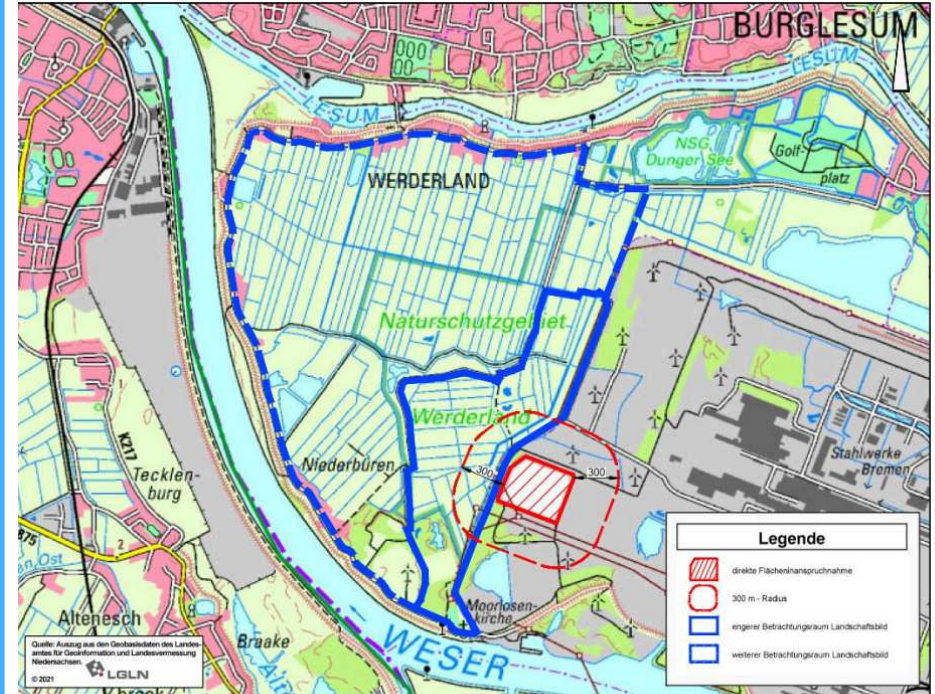 BURGLESUM
LESUM
LESUM
NSG
Dunger See
Golf-
platz
WERDERLAND
Naturschutzgebiet
Werderland
Niederbüren
300
300
Stahlwerke
Bremen
K217
1
Tecklen-
burg
2
Altenesch
Braake
Moorlosen-
kirche
WESER
Legende
direkte Flächeninanspruchnahme
300 m - Radius
engerer Betrachtungsraum Landschaftsbild
weiterer Betrachtungsraum Landschaftsbild
Quelle: Auszug aus den Geobasisdaten des Landes-
amtes für Geoinformation und Landesvermessung
Niedersachsen.
LGLN
© 2021